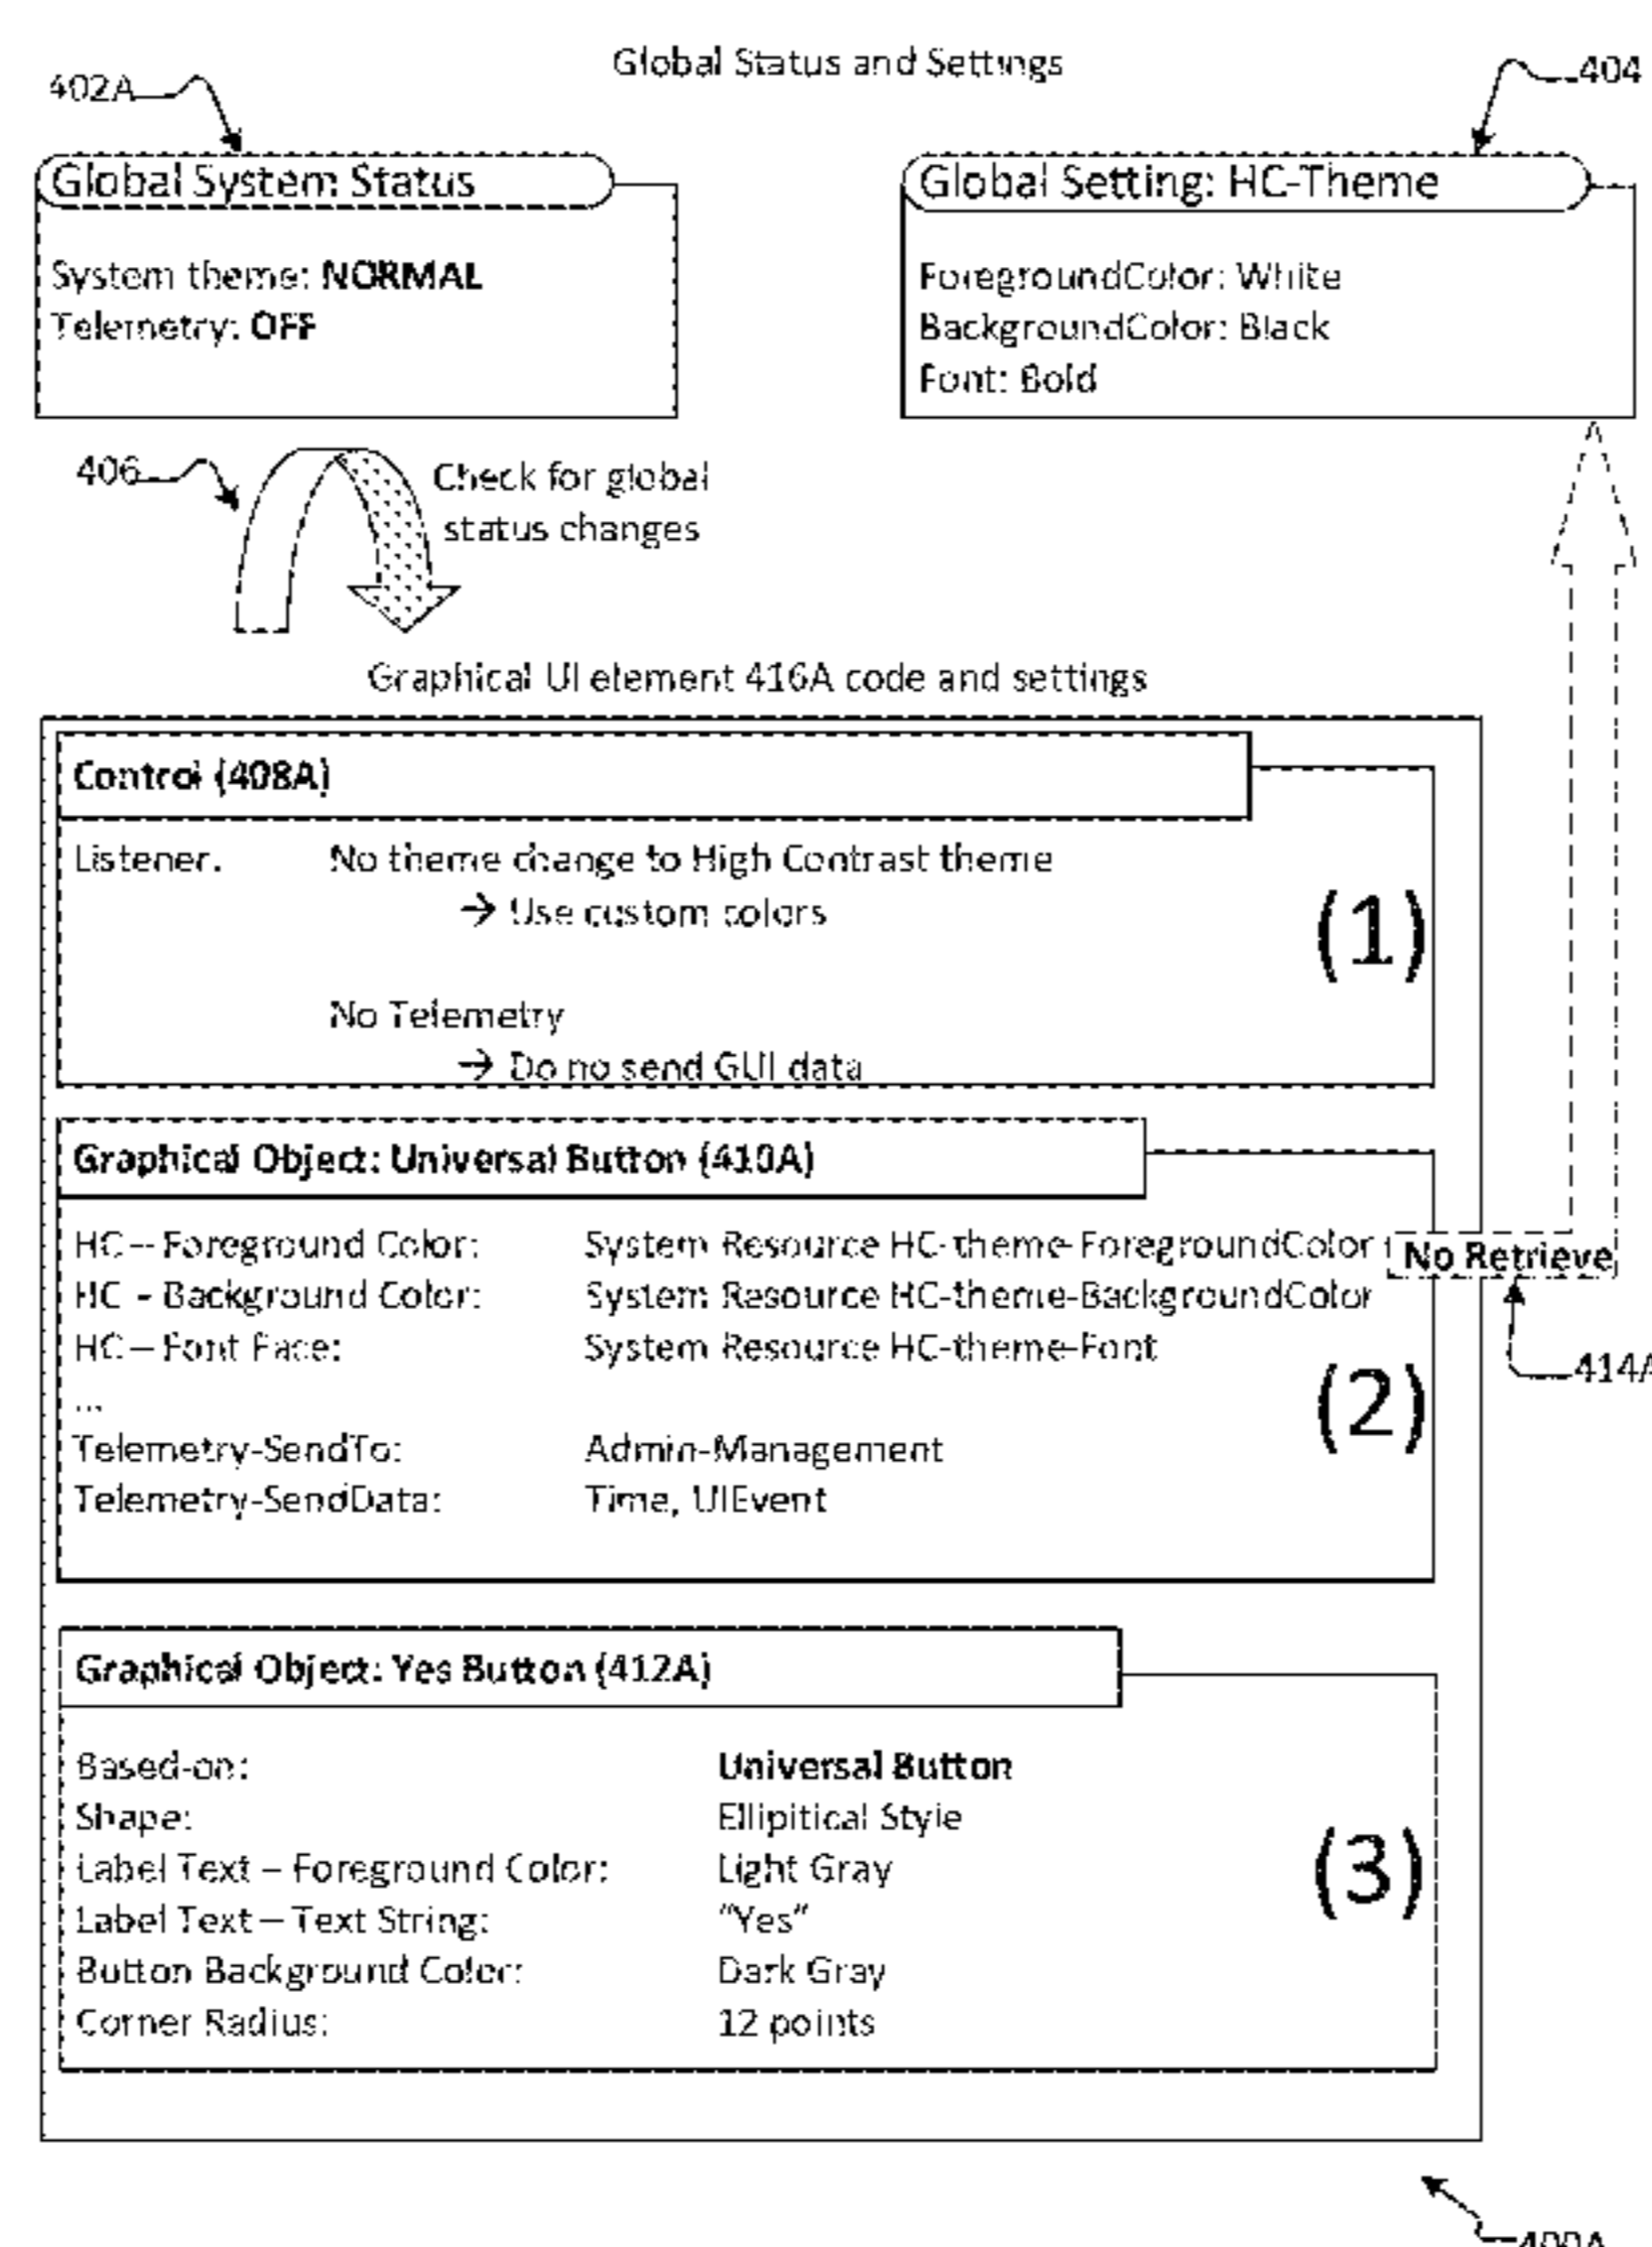 Global Status and Settings
402A
404
Global System Status
Global Setting: HC-Theme
System theme: NORMAL
Telemetry: OFF
ForegroundColor: White
BackgroundColor: Black
Font: Bold
406
Check for global
status changes
Graphical UI element 416A code and settings
Control (408A)
Listener. No theme change to High Contrast theme
→ Use custom colors
(1)
No Telemetry
→ Do no send GUI data
Graphical Object: Universal Button (410A)
HC – Foreground Color: System Resource HC-theme-ForegroundColor
No Retrieve
HC - Background Color: System Resource HC-theme-BackgroundColor
HC – Font Face: System Resource HC-theme-Font
414A
(2)
...
Telemetry-SendTo: Admin-Management
Telemetry-SendData: Time, UIEvent
Graphical Object: Yes Button (412A)
Based-on: Universal Button
Shape: Ellipitical Style
Label Text – Foreground Color: Light Gray
(3)
Label Text – Text String: “Yes”
Button Background Color: Dark Gray
Corner Radius: 12 points
400A